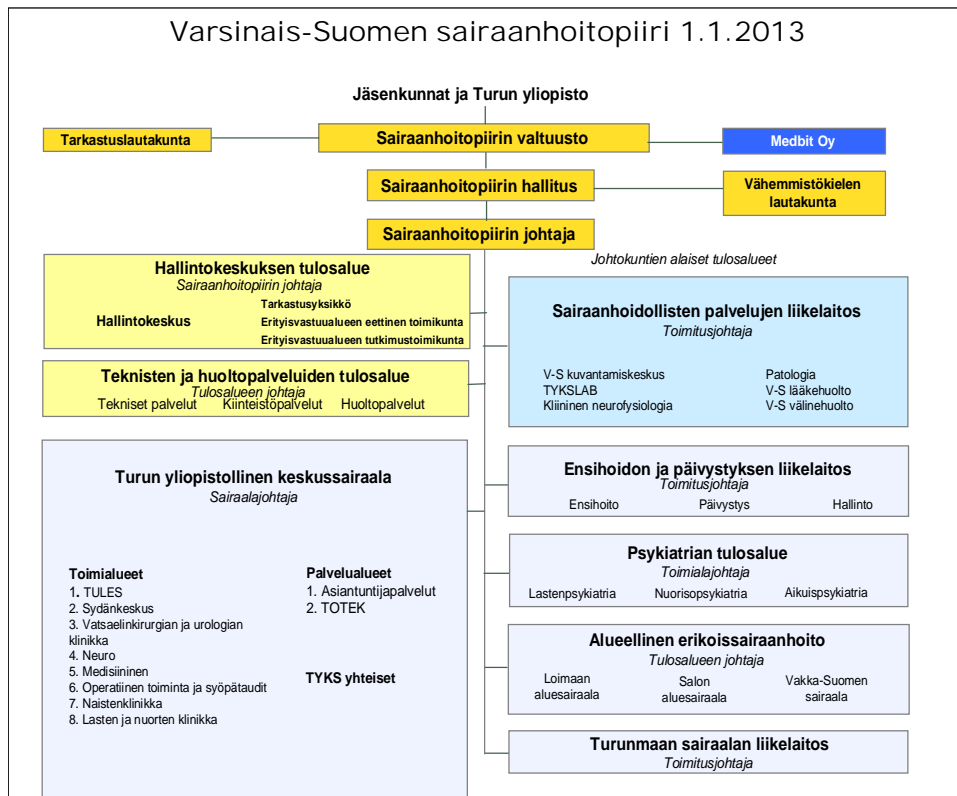 Varsinais-Suomen sairaanhoitopiiri 1.1.2013
Jäsenkunnat ja Turun yliopisto
Tarkastuslautakunta
Sairaanhoitopiirin valtuusto
Medbit Oy
Sairaanhoitopiirin hallitus
Vähemmistökielen
lautakunta
Sairaanhoitopiirin johtaja
Hallintokeskuksen tulosalue
Sairaanhoitopiirin johtaja
Hallintokeskus
Tarkastusyksikkö
Erityisvastuualueen eettinen toimikunta
Erityisvastuualueen tutkimustoimikunta
Teknisten ja huoltopalveluiden tulosalue
Tulosalueen johtaja
Tekniset palvelut Kiinteistöpalvelut Huoltopalvelut
Turun yliopistollinen keskussairaala
Sairaalajohtaja
Toimialueet
1. TULES
2. Sydänkeskus
3. Vatsaelinkirurgian ja urologian
klinikka
4. Neuro
5. Medisiininen
6. Operatiinen toiminta ja syöpätaudit
7. Naistenklinikka
8. Lasten ja nuorten klinikka
Palvelualueet
1. Asiantuntijapalvelut
2. TOTEK
TYKS yhteiset
Johtokuntien alaiset tulosalueet
Sairaanhoidollisten palvelujen liikelaitos
Toimitusjohtaja
V-S kuvantamiskeskus
TYKSLAB
Kliininen neurofysiologia
Patologia
V-S lääkehuolto
V-S välinehuolto
Ensihoidon ja päivystyksen liikelaitos
Toimitusjohtaja
Ensihoito Päivystys Hallinto
Psykiatrian tulosalue
Toimialajohtaja
Lastenpsykiatria Nuorisopsykiatria Aikuispsykiatria
Alueellinen erikoissairaanhoito
Tulosalueen johtaja
Loimaan
aluesairaala
Salon
aluesairaala
Vakka-Suomen
sairaala
Turunmaan sairaalan liikelaitos
Toimitusjohtaja